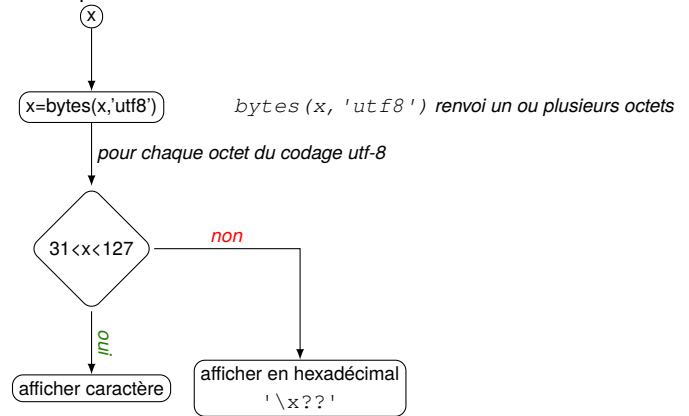 x
x=bytes(x,'utf8')
bytes(x,'utf8') renvoi un ou plusieurs octets
pour chaque octet du codage utf-8
31<x<127
non
oui
afficher caractère
afficher en hexadécimal
'\x??'